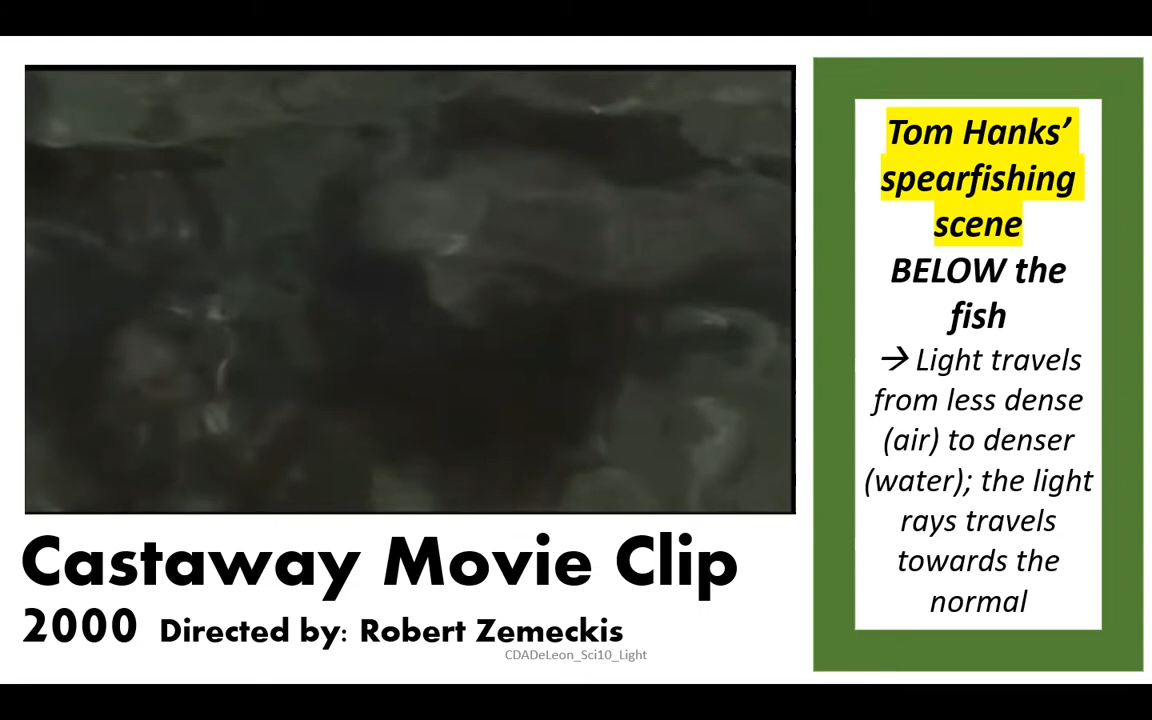 Tom Hanks’
spearfishing
scene
BELOW the
fish
→ Light travels
from less dense
(air) to denser
(water); the light
rays travels
towards the
normal
Castaway Movie Clip
2000 Directed by: Robert Zemeckis
CDADeLeon_Sci10_Light